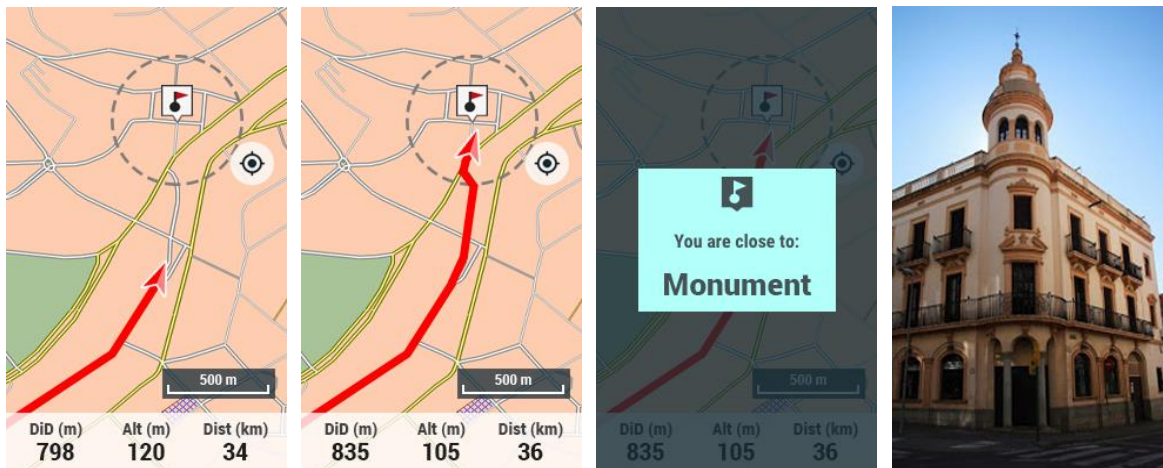 500 m
DiD (m) Alt (m) Dist (km)
798 120 34
500 m
DiD (m) Alt (m) Dist (km)
835 105 36
You are close to:
Monument
500 m
DiD (m) Alt (m) Dist (km)
835 105 36